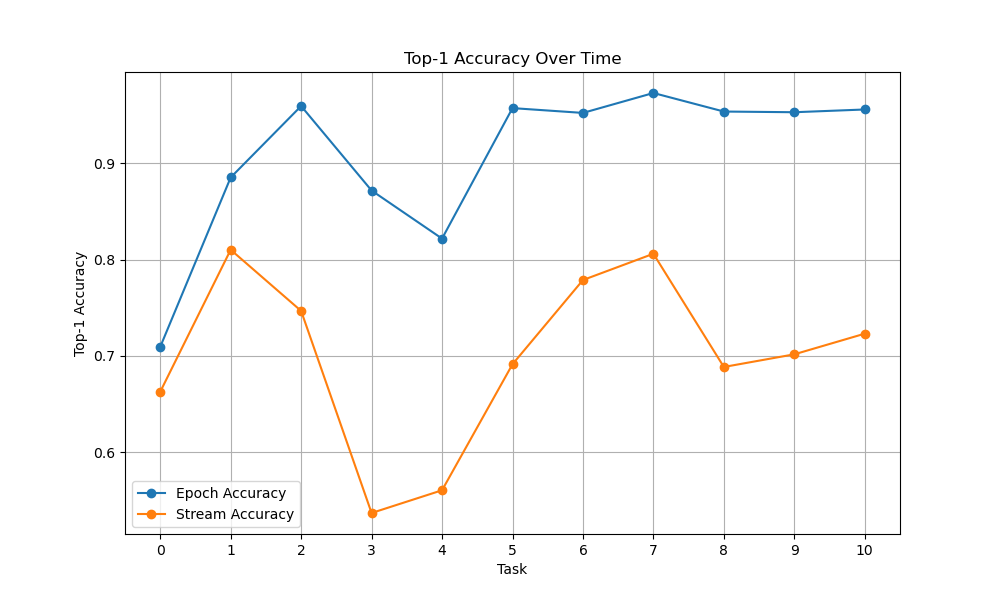 Top-1 Accuracy Over Time
Top-1 Accuracy
0.9
0.8
0.7
0.6
Epoch Accuracy
Stream Accuracy
0 1 2 3 4 5 6 7 8 9 10
Task